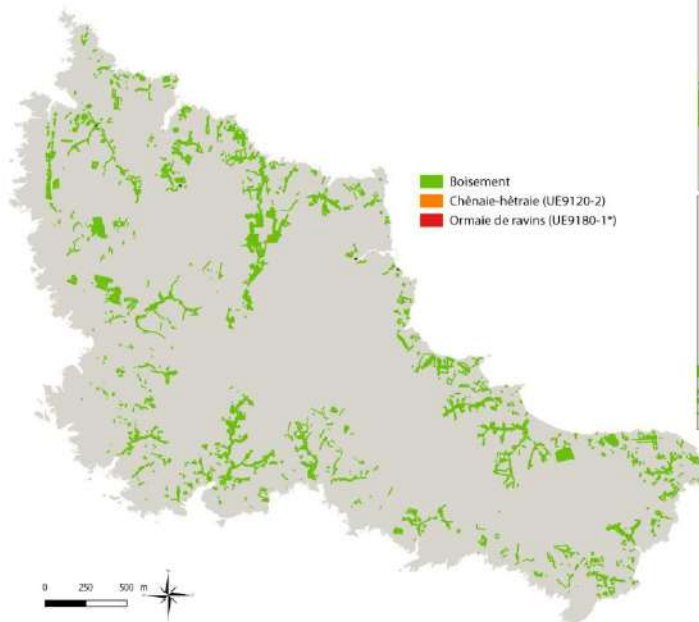 Boisement
Chênaie-hêtraie (UE9120-2)
Ormaie de ravins (UE9180-1*)
0 250 500 m